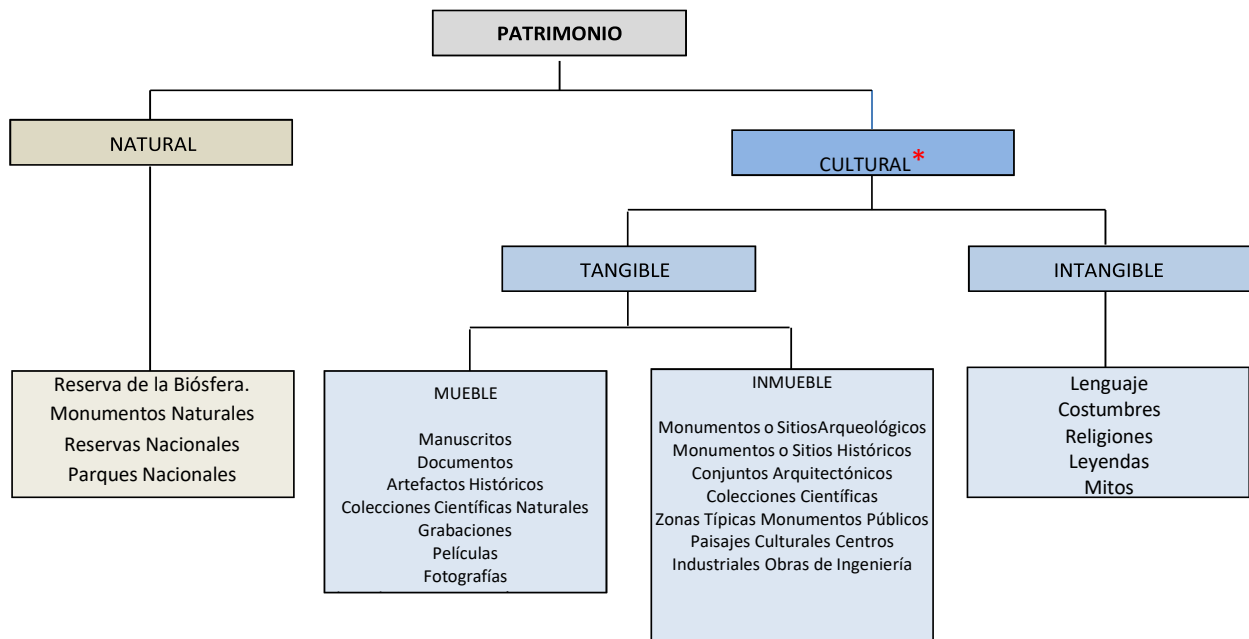 PATRIMONIO
NATURAL
CULTURAL*
TANGIBLE
INTANGIBLE
Reserva de la Biósfera.
Monumentos Naturales
Reservas Nacionales
Parques Nacionales
MUEBLE
Manuscritos
Documentos
Artefactos Históricos
Colecciones Científicas Naturales
Grabaciones
Películas
Fotografías
INMUEBLE
Monumentos o SitiosArqueológicos
Monumentos o Sitios Históricos
Conjuntos Arquitectónicos
Colecciones Científicas
Zonas Típicas Monumentos Públicos
Paisajes Culturales Centros
Industriales Obras de Ingeniería
Lenguaje
Costumbres
Religiones
Leyendas
Mitos